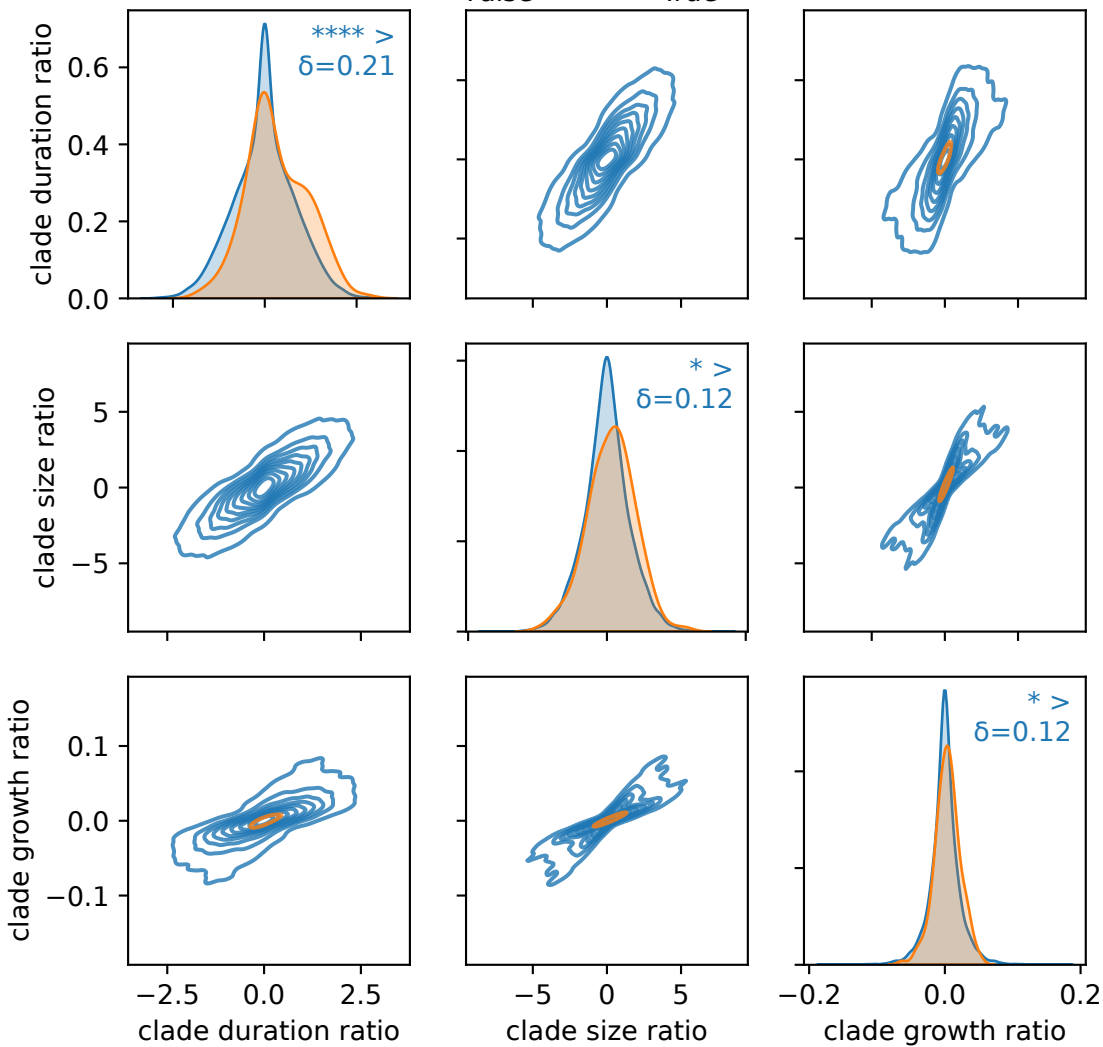 **** >
δ=0.21
clade duration ratio
0.6
0.4
0.2
0.0
* >
δ=0.12
clade size ratio
5
0
−5
* >
δ=0.12
clade growth ratio
0.1
0.0
−0.1
−2.5 0.0 2.5
−5 0 5
−0.2 0.0 0.2
clade duration ratio
clade size ratio
clade growth ratio